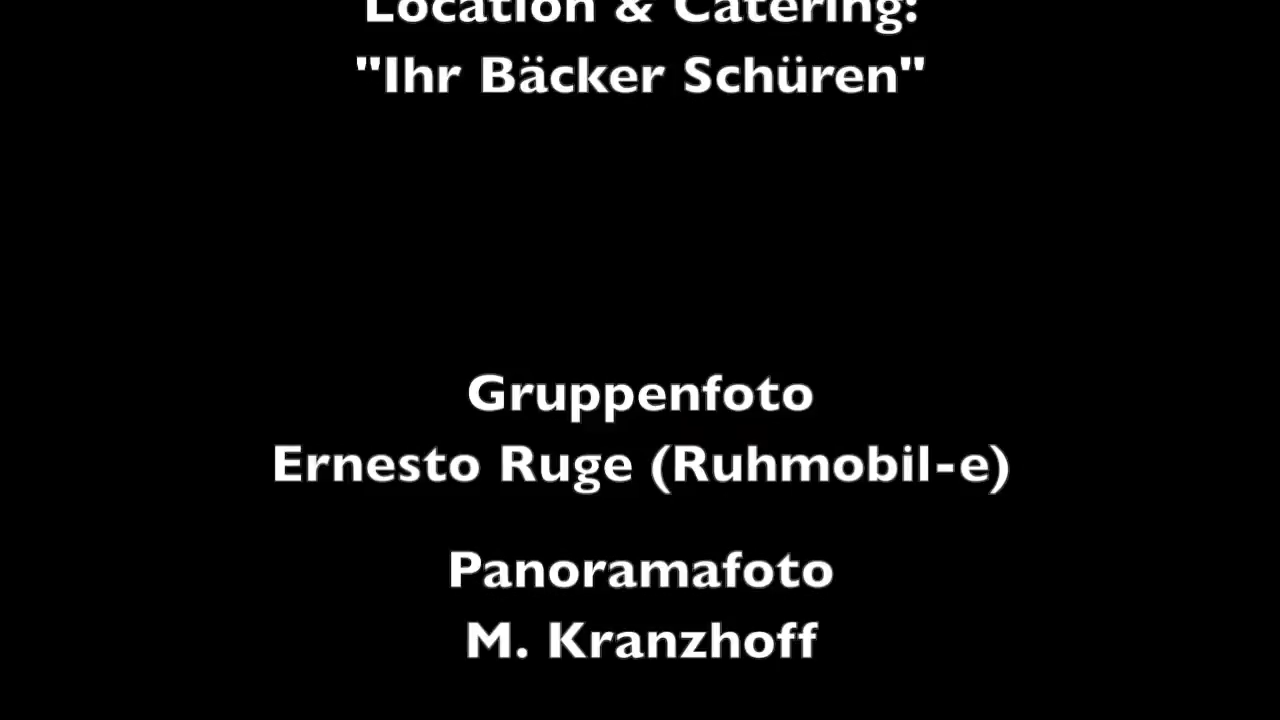 Location & Catering:
"Ihr Bäcker Schüren"
Gruppenfoto
Ernesto Ruge (Ruhmobil-e)
Panoramafoto
M. Kranzhoff